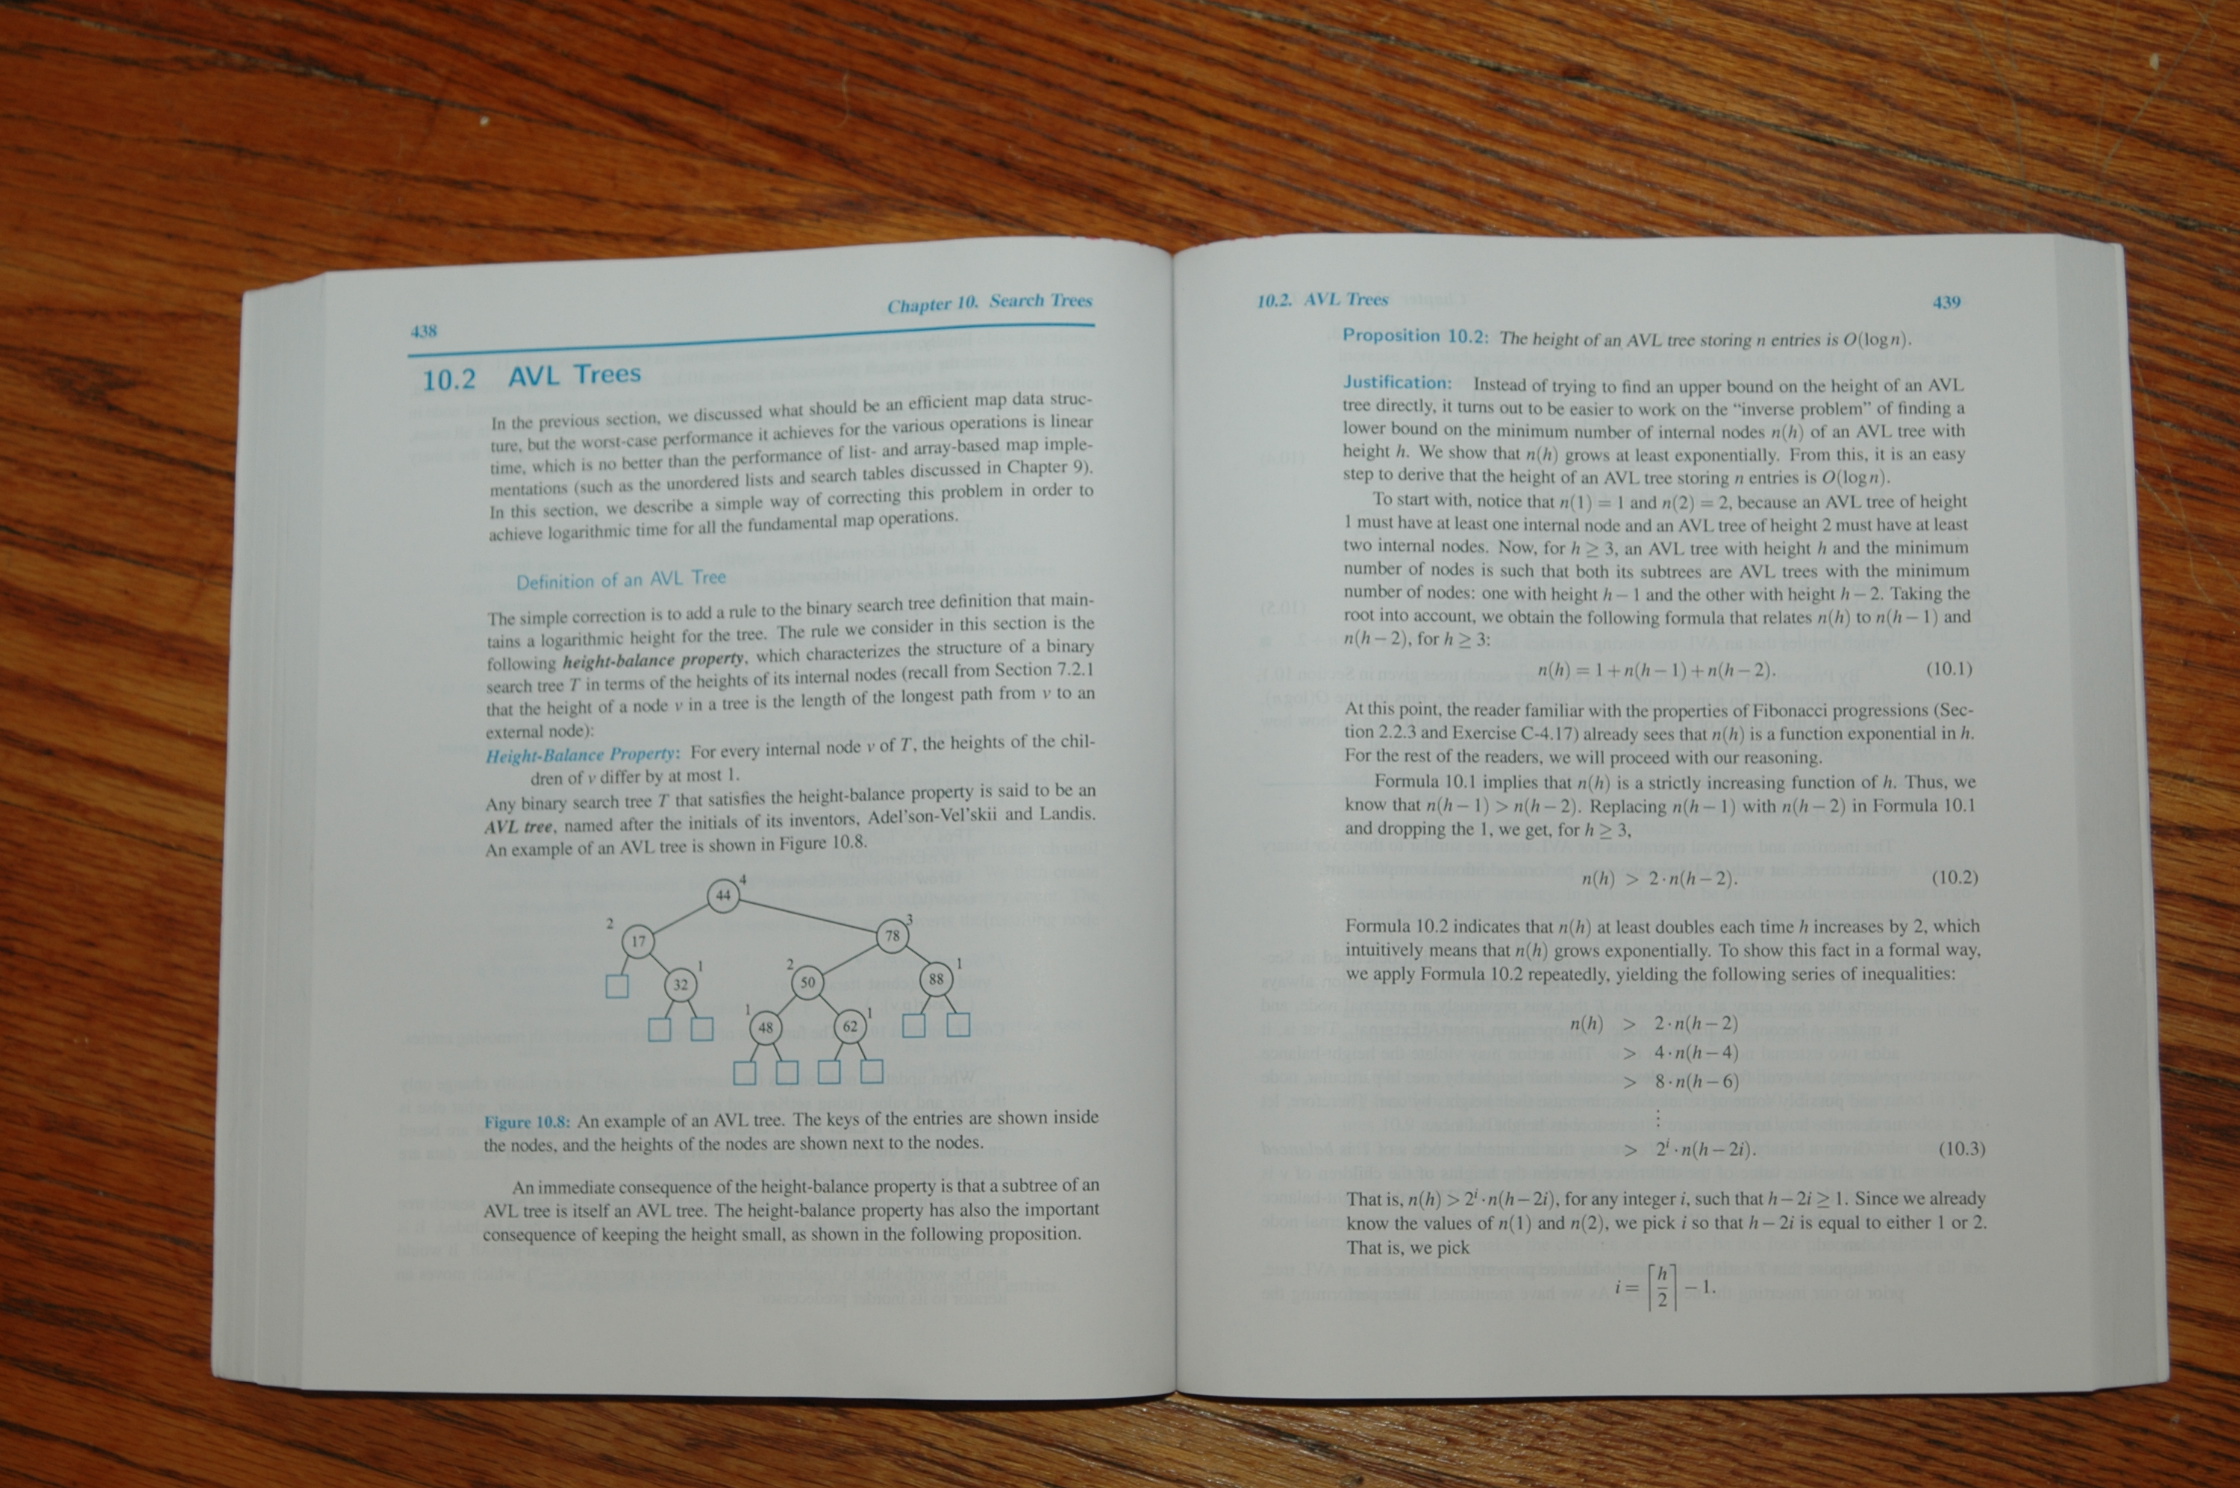 438
Chapter 10. Search Trees
10.2 AVL Trees
In the previous section, we discussed what should be an efficient map data struc-
ture, but the worst-case performance it achieves for the various operations is linear
time, which is no better than the performance of list- and array-based map imple-
mentations (such as the unordered lists and search tables discussed in Chapter 9).
In this section, we describe a simple way of correcting this problem in order to
achieve logarithmic time for all the fundamental map operations.
Definition of an AVL Tree
The simple correction is to add a rule to the binary search tree definition that main-
tains a logarithmic height for the tree. The rule we consider in this section is the
following height-balance property, which characterizes the structure of a binary
search tree T in terms of the heights of its internal nodes (recall from Section 7.2.1
that the height of a node v in a tree is the length of the longest path from v to an
external node):
Height-Balance Property: For every internal node v of T, the heights of the chil-
dren of v differ by at most 1.
Any binary search tree T that satisfies the height-balance property is said to be an
AVL tree, named after the initials of its inventors, Adel'son-Vel'skii and Landis.
An example of an AVL tree is shown in Figure 10.8.
44 4
2 17 78 3
32 1 2 50 88 1
1 48 62 1
Figure 10.8: An example of an AVL tree. The keys of the entries are shown inside
the nodes, and the heights of the nodes are shown next to the nodes.
An immediate consequence of the height-balance property is that a subtree of an
AVL tree is itself an AVL tree. The height-balance property has also the important
consequence of keeping the height small, as shown in the following proposition.
10.2. AVL Trees
439
Proposition 10.2: The height of an AVL tree storing n entries is O(log n).
Justification: Instead of trying to find an upper bound on the height of an AVL
tree directly, it turns out to be easier to work on the "inverse problem" of finding a
lower bound on the minimum number of internal nodes n(h) of an AVL tree with
height h. We show that n(h) grows at least exponentially. From this, it is an easy
step to derive that the height of an AVL tree storing n entries is O(log n).
To start with, notice that n(1) = 1 and n(2) = 2, because an AVL tree of height
1 must have at least one internal node and an AVL tree of height 2 must have at least
two internal nodes. Now, for h ≥ 3, an AVL tree with height h and the minimum
number of nodes is such that both its subtrees are AVL trees with the minimum
number of nodes: one with height h − 1 and the other with height h − 2. Taking the
root into account, we obtain the following formula that relates n(h) to n(h − 1) and
n(h − 2), for h ≥ 3:
n(h) = 1 + n(h − 1) + n(h − 2). (10.1)
At this point, the reader familiar with the properties of Fibonacci progressions (Sec-
tion 2.2.3 and Exercise C-4.17) already sees that n(h) is a function exponential in h.
For the rest of the readers, we will proceed with our reasoning.
Formula 10.1 implies that n(h) is a strictly increasing function of h. Thus, we
know that n(h − 1) > n(h − 2). Replacing n(h − 1) with n(h − 2) in Formula 10.1
and dropping the 1, we get, for h ≥ 3,
n(h) > 2 · n(h − 2). (10.2)
Formula 10.2 indicates that n(h) at least doubles each time h increases by 2, which
intuitively means that n(h) grows exponentially. To show this fact in a formal way,
we apply Formula 10.2 repeatedly, yielding the following series of inequalities:
n(h) > 2 · n(h − 2)
> 4 · n(h − 4)
> 8 · n(h − 6)
⋮
> 2^i · n(h − 2i). (10.3)
That is, n(h) > 2^i · n(h − 2i), for any integer i, such that h − 2i ≥ 1. Since we already
know the values of n(1) and n(2), we pick i so that h − 2i is equal to either 1 or 2.
That is, we pick
i = ⌈h/2⌉ − 1.